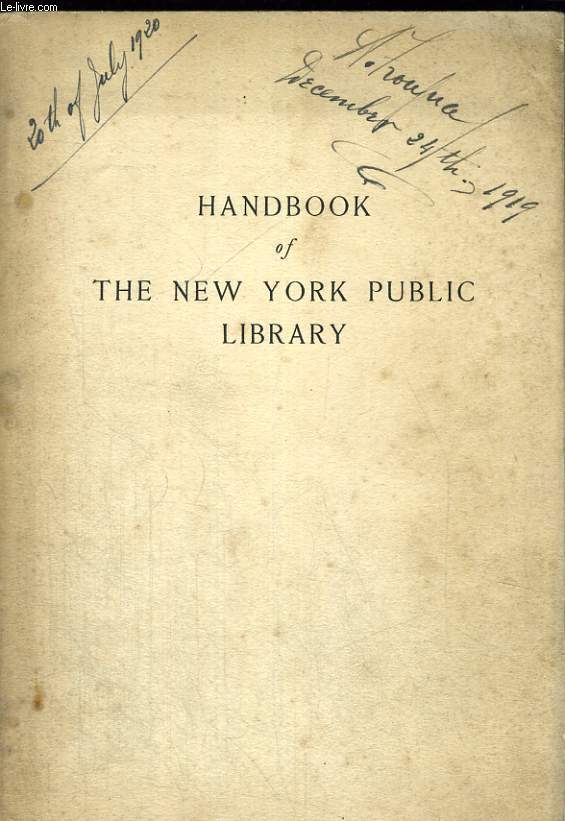 Le-livre.com
20th of July 1920
December 24th 1919
HANDBOOK
of
THE NEW YORK PUBLIC
LIBRARY